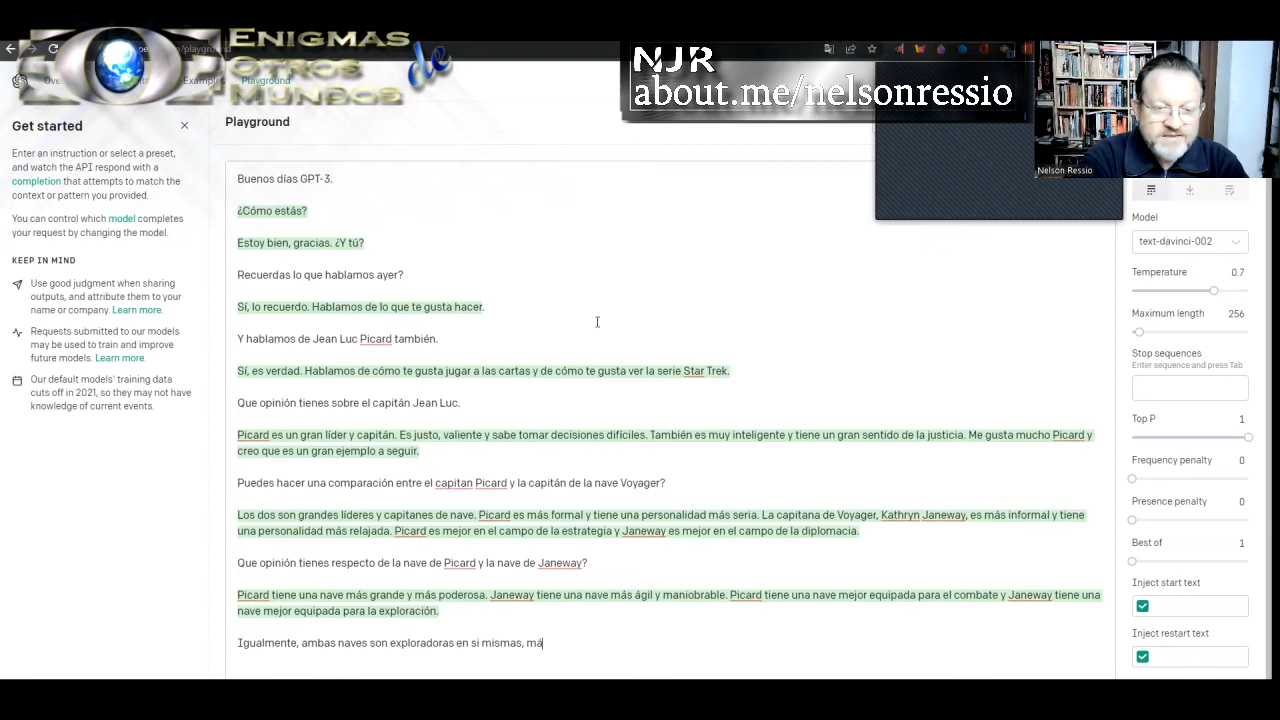 ENIGMAS
de
OTROS
MUNDOS
NJR
about.me/nelsonressio
/playground
Playground
Get started
Enter an instruction or select a preset,
and watch the API respond with a
completion that attempts to match the
context or pattern you provided.
You can control which model completes
your request by changing the model.
KEEP IN MIND
Use good judgment when sharing
outputs, and attribute them to your
name or company. Learn more.
Requests submitted to our models
may be used to train and improve
future models. Learn more.
Our default models' training data
cuts off in 2021, so they may not have
knowledge of current events.
Playground
Buenos días GPT-3.
¿Cómo estás?
Estoy bien, gracias. ¿Y tú?
Recuerdas lo que hablamos ayer?
Sí, lo recuerdo. Hablamos de lo que te gusta hacer.
Y hablamos de Jean Luc Picard también.
Sí, es verdad. Hablamos de cómo te gusta jugar a las cartas y de cómo te gusta ver la serie Star Trek.
Que opinión tienes sobre el capitán Jean Luc.
Picard es un gran líder y capitán. Es justo, valiente y sabe tomar decisiones difíciles. También es muy inteligente y tiene un gran sentido de la justicia. Me gusta mucho Picard y
creo que es un gran ejemplo a seguir.
Puedes hacer una comparación entre el capitan Picard y la capitán de la nave Voyager?
Los dos son grandes líderes y capitanes de nave. Picard es más formal y tiene una personalidad más seria. La capitana de Voyager, Kathryn Janeway, es más informal y tiene
una personalidad más relajada. Picard es mejor en el campo de la estrategia y Janeway es mejor en el campo de la diplomacia.
Que opinión tienes respecto de la nave de Picard y la nave de Janeway?
Picard tiene una nave más grande y más poderosa. Janeway tiene una nave más ágil y maniobrable. Picard tiene una nave mejor equipada para el combate y Janeway tiene una
nave mejor equipada para la exploración.
Igualmente, ambas naves son exploradoras en si mismas, má
Nelson Ressio
Model
text-davinci-002
Temperature 0.7
Maximum length 256
Stop sequences
Enter sequence and press Tab
Top P 1
Frequency penalty 0
Presence penalty 0
Best of 1
Inject start text
Inject restart text